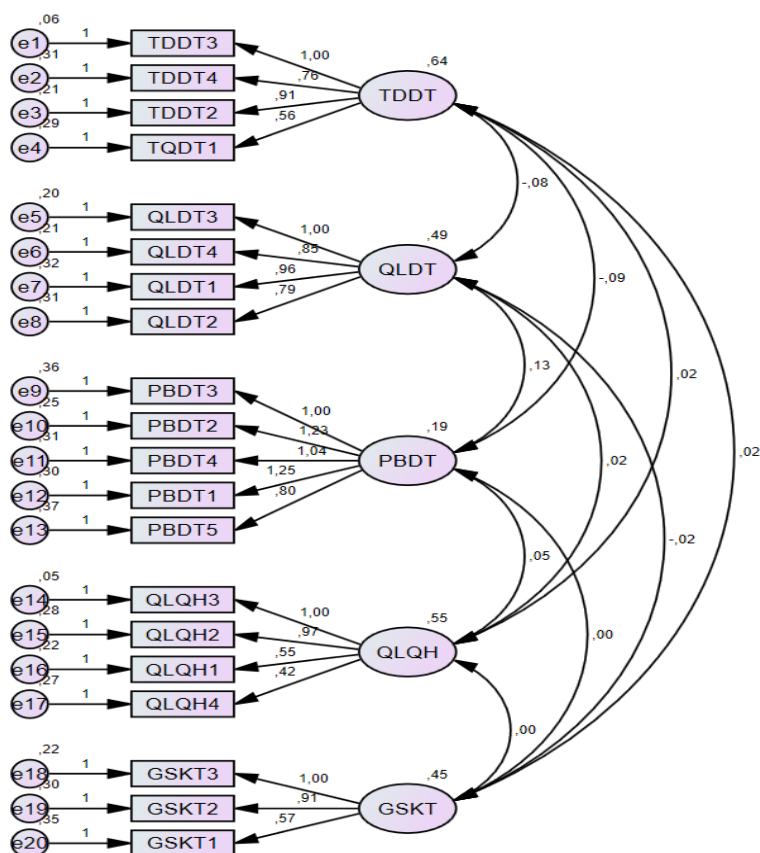 ,06
e1 1 TDDT3 1,00
,31
e2 1 TDDT4 ,76
,21
e3 1 TDDT2 ,91
,29
e4 1 TQDT1 ,56
,64
TDDT
,20
e5 1 QLDT3 1,00
,21
e6 1 QLDT4 ,85
,32
e7 1 QLDT1 ,96
,31
e8 1 QLDT2 ,79
,49
QLDT
,36
e9 1 PBDT3 1,00
,25
e10 1 PBDT2 1,23
,31
e11 1 PBDT4 1,04
,30
e12 1 PBDT1 1,25
,37
e13 1 PBDT5 ,80
,19
PBDT
,05
e14 1 QLQH3 1,00
,28
e15 1 QLQH2 ,97
,22
e16 1 QLQH1 ,55
,27
e17 1 QLQH4 ,42
,55
QLQH
,22
e18 1 GSKT3 1,00
,30
e19 1 GSKT2 ,91
,35
e20 1 GSKT1 ,57
,45
GSKT
-,08
-,09
,13
,02
,02
,02
-,02
,05
,00
,00